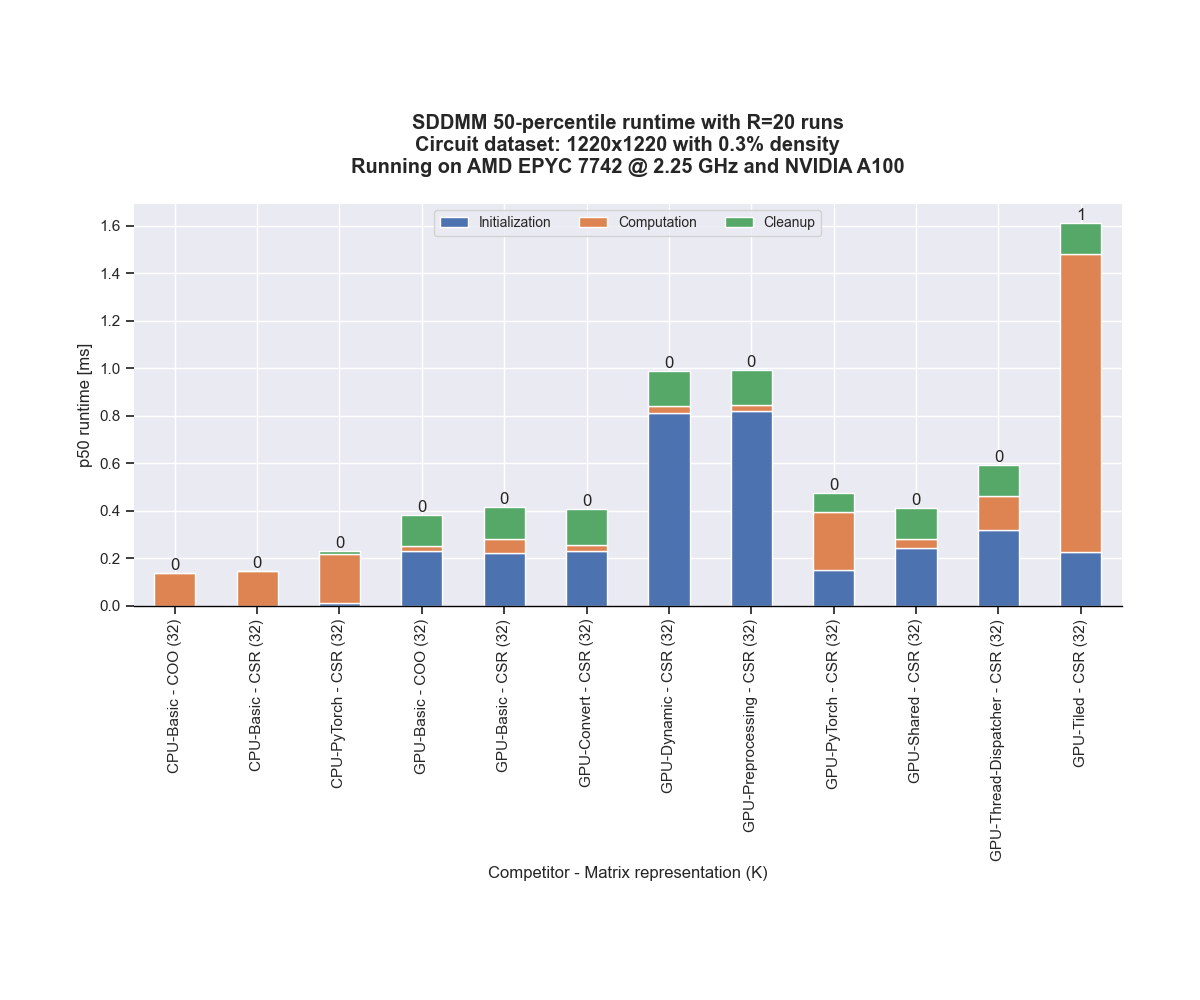 SDDMM 50-percentile runtime with R=20 runs
Circuit dataset: 1220x1220 with 0.3% density
Running on AMD EPYC 7742 @ 2.25 GHz and NVIDIA A100
Initialization Computation Cleanup
p50 runtime [ms]
1.6
1.4
1.2
1.0
0.8
0.6
0.4
0.2
0.0
0
0
0
0
0
0
0
0
0
0
0
1
CPU-Basic - COO (32)
CPU-Basic - CSR (32)
CPU-PyTorch - CSR (32)
GPU-Basic - COO (32)
GPU-Basic - CSR (32)
GPU-Convert - CSR (32)
GPU-Dynamic - CSR (32)
GPU-Preprocessing - CSR (32)
GPU-PyTorch - CSR (32)
GPU-Shared - CSR (32)
GPU-Thread-Dispatcher - CSR (32)
GPU-Tiled - CSR (32)
Competitor - Matrix representation (K)